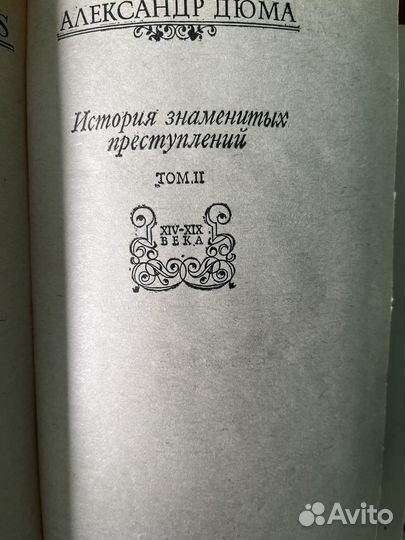 S
АЛЕКСАНДР ДЮМА
История знаменитых
преступлений
ТОМ II
XIV-XIX
ВЕКА
Avito